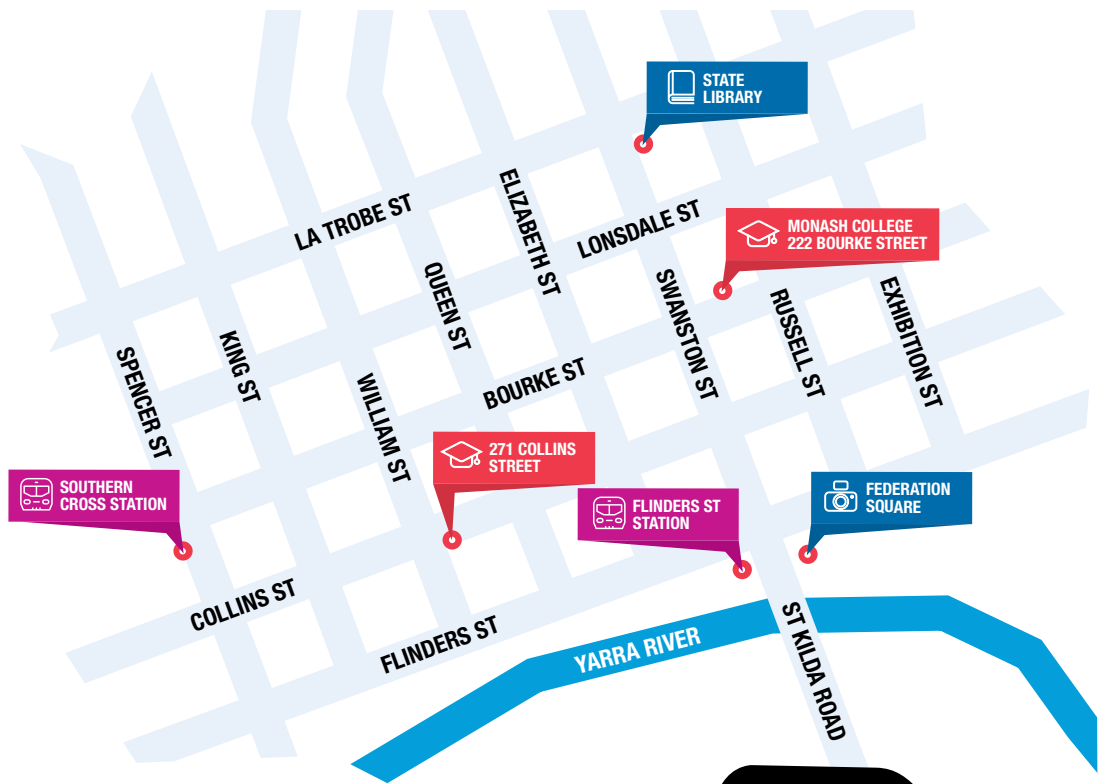 STATE
LIBRARY
LA TROBE ST
ELIZABETH ST
LONSDALE ST
MONASH COLLEGE
222 BOURKE STREET
QUEEN ST
SWANSTON ST
RUSSELL ST
EXHIBITION ST
SPENCER ST
KING ST
WILLIAM ST
BOURKE ST
271 COLLINS
STREET
SOUTHERN
CROSS STATION
FLINDERS ST
STATION
FEDERATION
SQUARE
COLLINS ST
FLINDERS ST
YARRA RIVER
ST KILDA ROAD